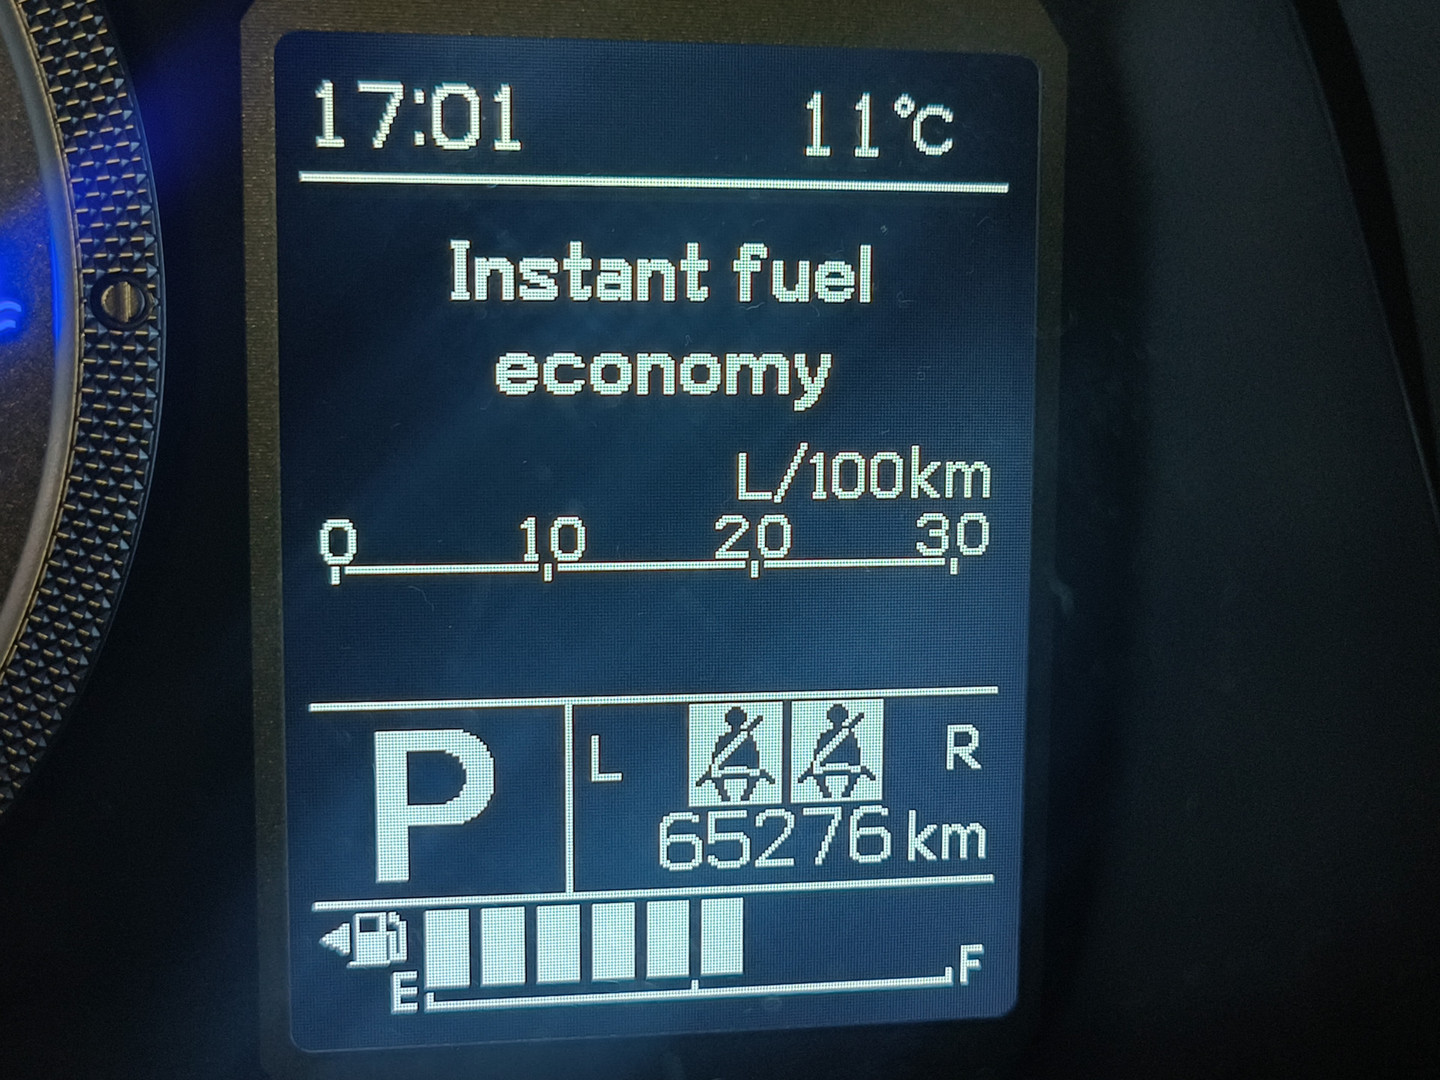 17:01 11°C
Instant fuel
economy
L/100km
0 10 20 30
P L R
65276 km
E F